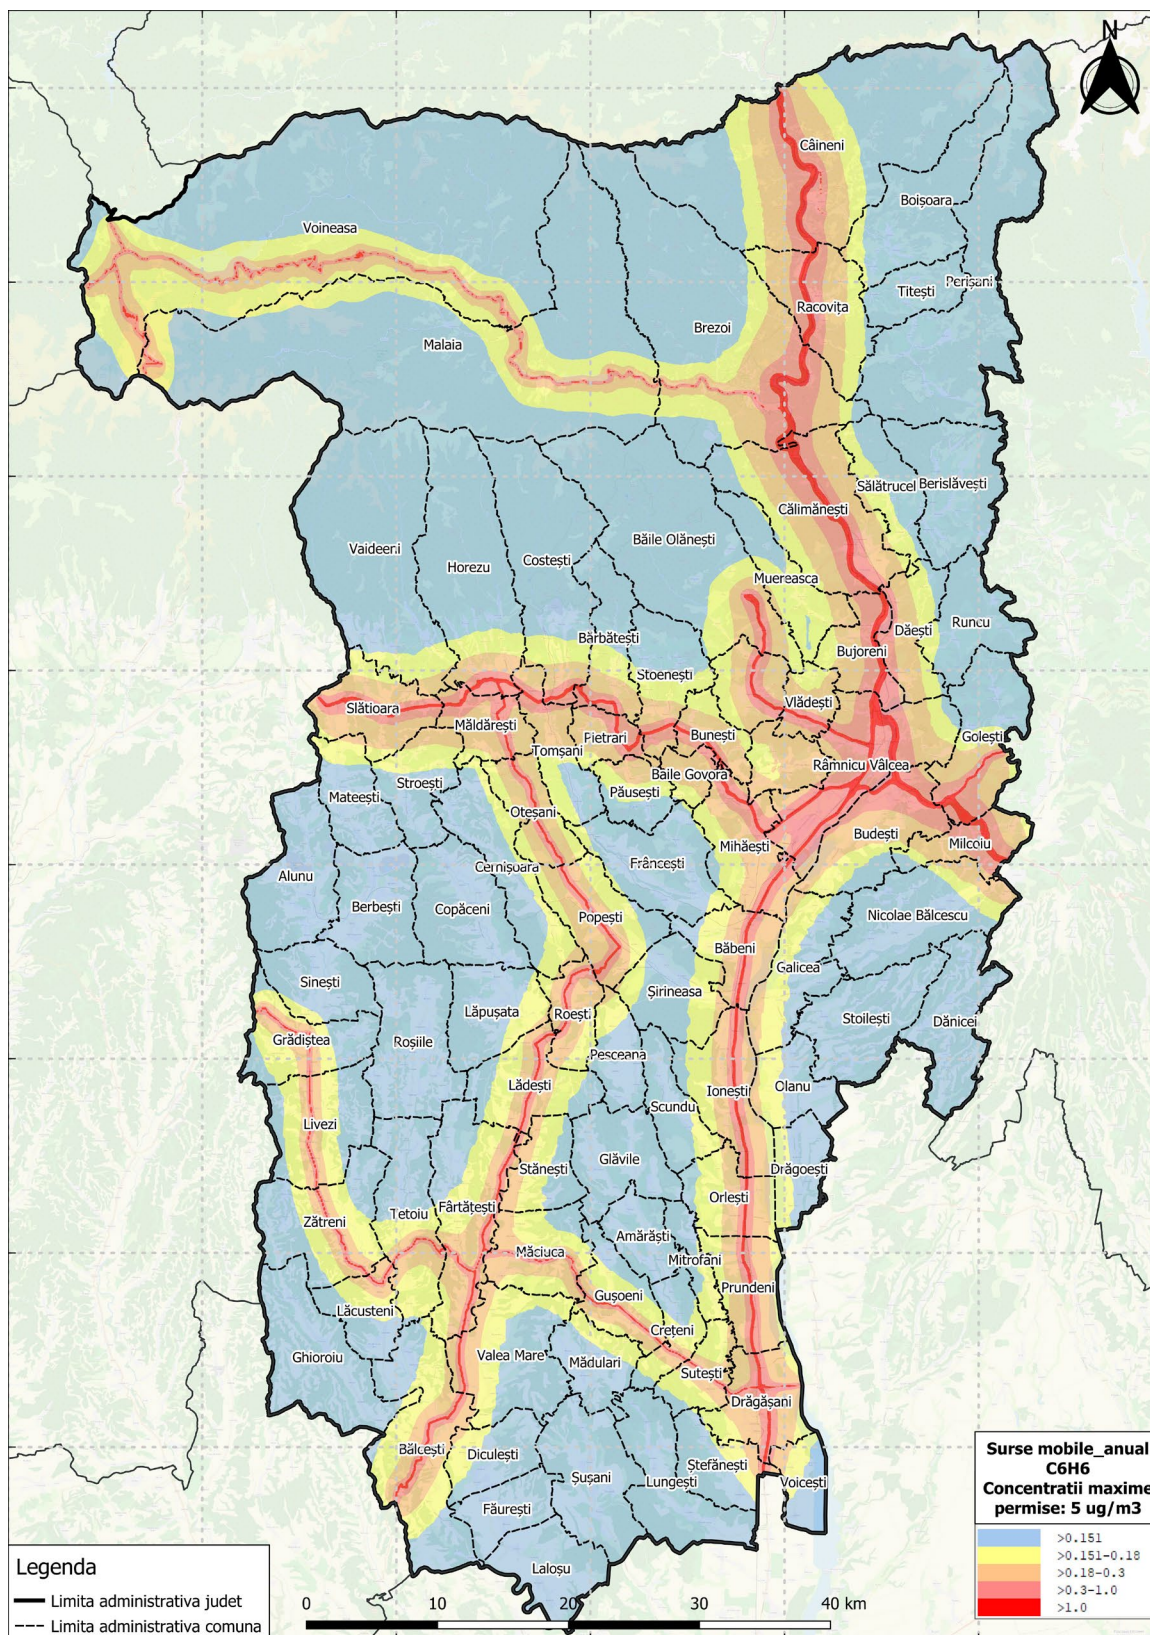 N
Câineni
Boișoara
Voineasa
Titești
Perișani
Racovița
Brezoi
Malaia
Sălătrucel
Berislăvești
Călimănești
Băile Olănești
Vaideeni
Costești
Horezu
Muereasca
Runcu
Dăești
Bărbătești
Bujoreni
Stoenești
Vlădești
Slătioara
Măldărești
Pietrari
Bunești
Golești
Tomșani
Râmnicu Vâlcea
Băile Govora
Stroești
Păusești
Mateești
Oteșani
Budești
Milcoiu
Mihăești
Frâncești
Cernișoara
Alunu
Berbești
Copăceni
Popești
Nicolae Bălcescu
Băbeni
Galicea
Sinești
Șirineasa
Lăpușata
Roești
Stoilești
Dănicei
Grădiștea
Roșiile
Pesceana
Lădești
Olanu
Ionești
Scundu
Livezi
Glăvile
Stănești
Drăgoești
Orlești
Fârtățești
Tetoiu
Zătreni
Amărăști
Măciuca
Mitrofani
Prundeni
Gușoeni
Lăcusteni
Crețeni
Valea Mare
Ghioroiu
Mădulari
Sutești
Drăgășani
Bălcești
Diculești
Ștefănești
Șușani
Lungești
Voicești
Făurești
Lalоșu
Surse mobile_anual
C6H6
Concentratii maxime
permise: 5 ug/m3
>0.151
>0.151-0.18
>0.18-0.3
>0.3-1.0
>1.0
Legenda
Limita administrativa judet
Limita administrativa comuna
0 10 20 30 40 km